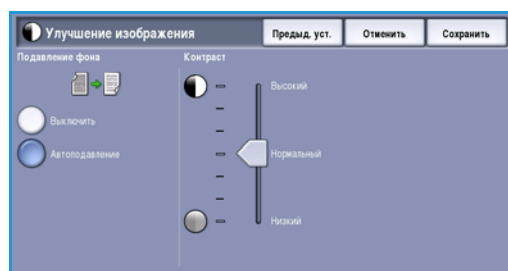 Улучшение изображения
Предыд. уст.
Отменить
Сохранить
Подавление фона
Контраст
Высокий
Выключить
Автоподавление
Нормальный
Низкий